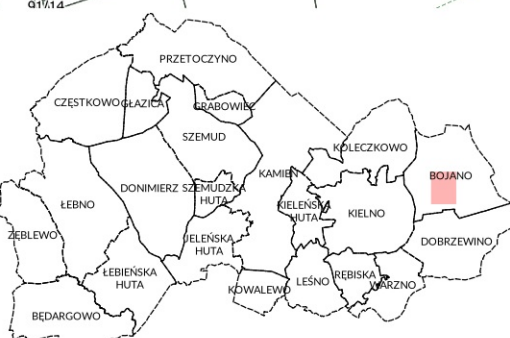 PRZETOCZYNO
CZĘSTKOWO
GŁAZICA
GRABOWIEC
SZEMUD
KOLECZKOWO
KAMIEŃ
BOJANO
DONIMIERZ
SZEMUDZKA
HUTA
ŁEBNO
KIELEŃSKA
HUTA
KIELNO
ZĘBLEWO
JELEŃSKA
HUTA
DOBRZEWINO
ŁEBIEŃSKA
HUTA
KOWALEWO
LEŚNO
RĘBISKA
WARZNO
BĘDARGOWO